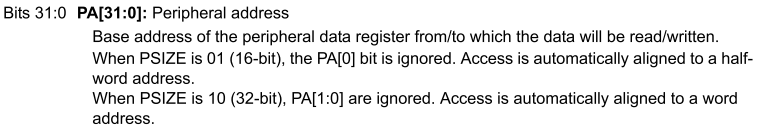 Bits 31:0 PA[31:0]: Peripheral address
Base address of the peripheral data register from/to which the data will be read/written.
When PSIZE is 01 (16-bit), the PA[0] bit is ignored. Access is automatically aligned to a half-
word address.
When PSIZE is 10 (32-bit), PA[1:0] are ignored. Access is automatically aligned to a word
address.